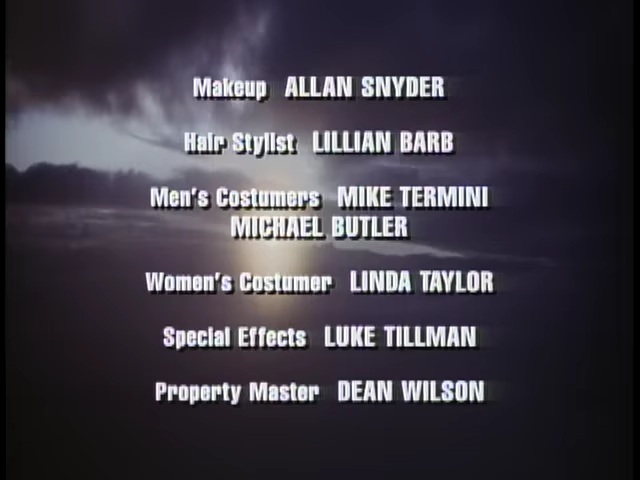 Makeup ALLAN SNYDER
Hair Stylist LILLIAN BARB
Men's Costumers MIKE TERMINI
MICHAEL BUTLER
Women's Costumer LINDA TAYLOR
Special Effects LUKE TILLMAN
Property Master DEAN WILSON